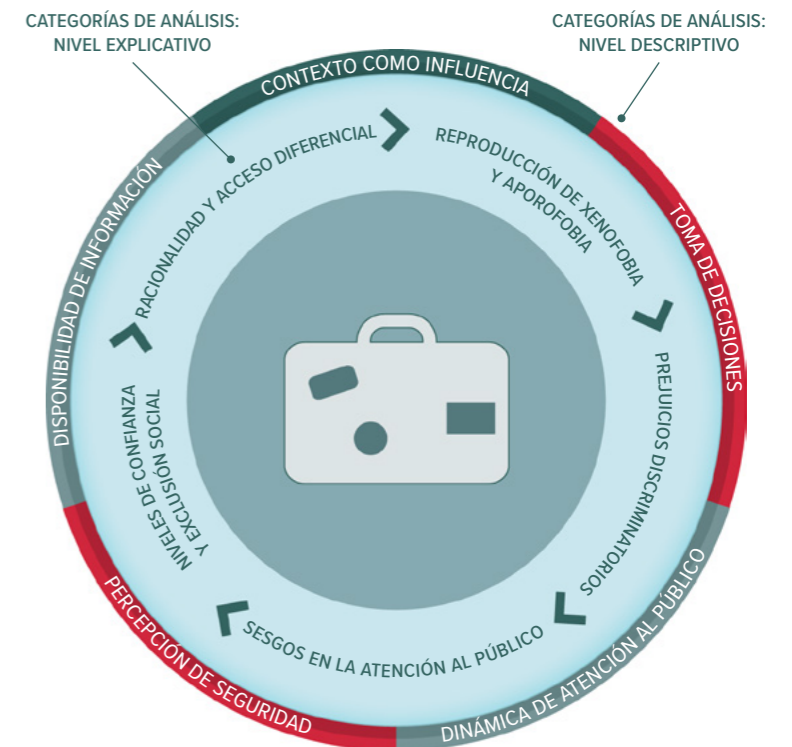 CATEGORÍAS DE ANÁLISIS:
NIVEL EXPLICATIVO
CATEGORÍAS DE ANÁLISIS:
NIVEL DESCRIPTIVO
CONTEXTO COMO INFLUENCIA
TOMA DE DECISIONES
DINÁMICA DE ATENCIÓN AL PÚBLICO
PERCEPCIÓN DE SEGURIDAD
DISPONIBILIDAD DE INFORMACIÓN
RACIONALIDAD Y ACCESO DIFERENCIAL
REPRODUCCIÓN DE XENOFOBIA
Y APOROFOBIA
PREJUICIOS DISCRIMINATORIOS
SESGOS EN LA ATENCIÓN AL PÚBLICO
NIVELES DE CONFIANZA
Y EXCLUSIÓN SOCIAL